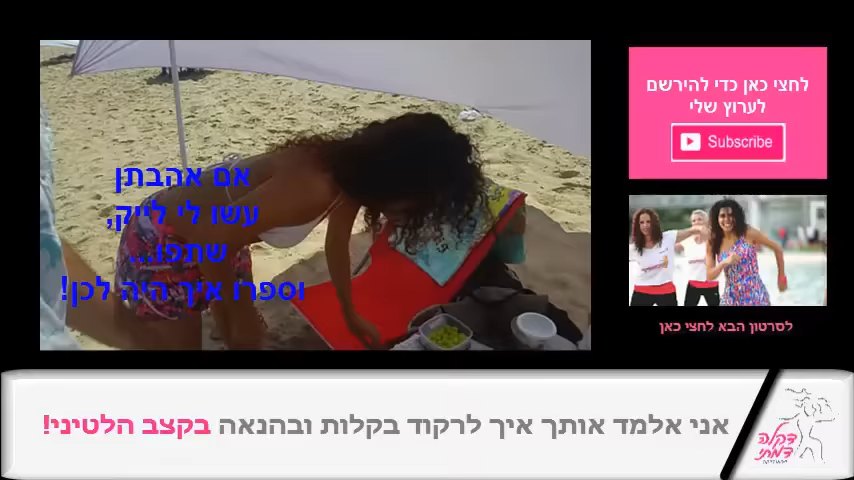 אם אהבתן
עשו לי לייק,
שתפו...
וספרו איך היה לכן!
לחצי כאן כדי להירשם
לערוץ שלי
Subscribe
לסרטון הבא לחצי כאן
אני אלמד אותך איך לרקוד בקלות ובהנאה בקצב הלטיני!
דקלה